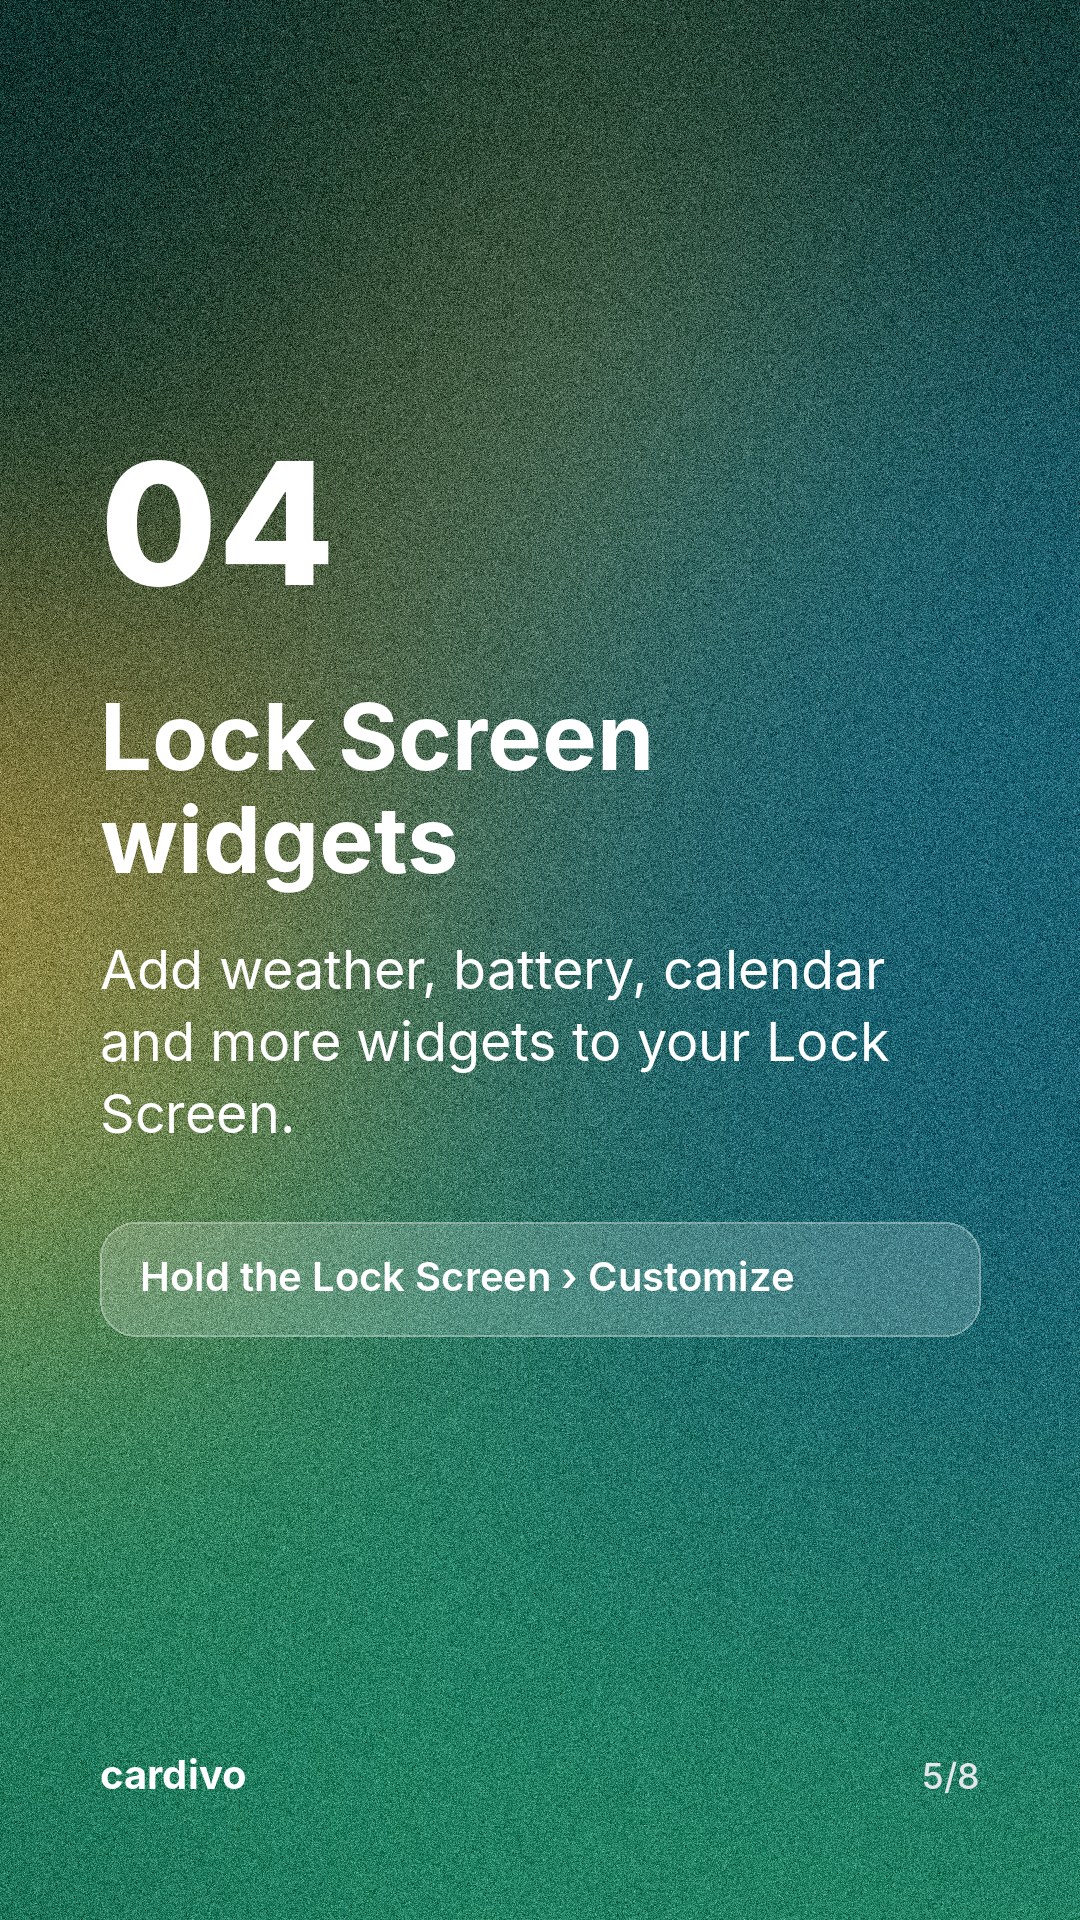 04
Lock Screen
widgets
Add weather, battery, calendar
and more widgets to your Lock
Screen.
Hold the Lock Screen › Customize
cardivo
5/8